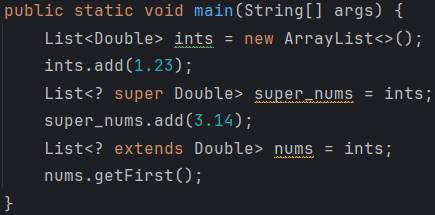 public static void main(String[] args) {
List<Double> ints = new ArrayList<>();
ints.add(1.23);
List<? super Double> super_nums = ints;
super_nums.add(3.14);
List<? extends Double> nums = ints;
nums.getFirst();
}